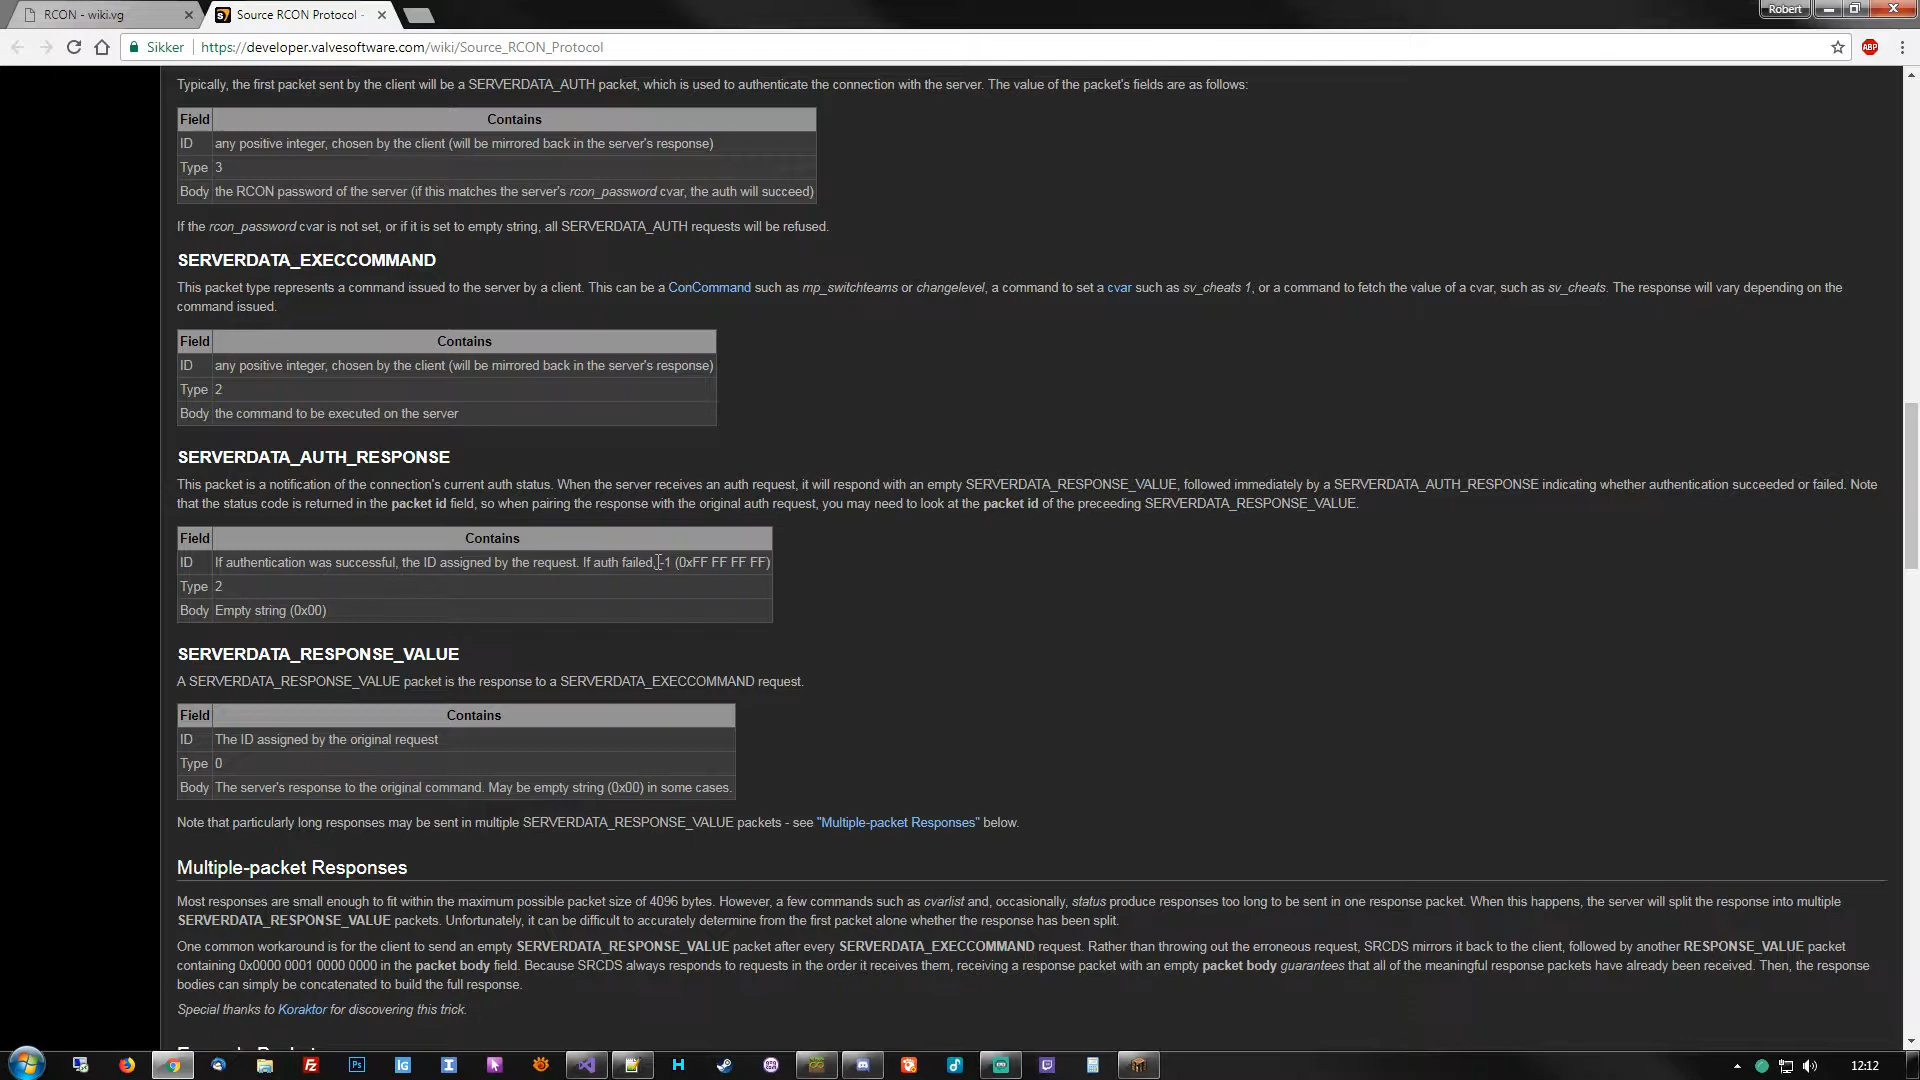 RCON - wiki.vg
Source RCON Protocol -
Robert
Sikker
https://developer.valvesoftware.com/wiki/Source_RCON_Protocol
ABP
Typically, the first packet sent by the client will be a SERVERDATA_AUTH packet, which is used to authenticate the connection with the server. The value of the packet's fields are as follows:
Field Contains
ID any positive integer, chosen by the client (will be mirrored back in the server's response)
Type 3
Body the RCON password of the server (if this matches the server's rcon_password cvar, the auth will succeed)
If the rcon_password cvar is not set, or if it is set to empty string, all SERVERDATA_AUTH requests will be refused.
SERVERDATA_EXECCOMMAND
This packet type represents a command issued to the server by a client. This can be a ConCommand such as mp_switchteams or changelevel, a command to set a cvar such as sv_cheats 1, or a command to fetch the value of a cvar, such as sv_cheats. The response will vary depending on the
command issued.
Field Contains
ID any positive integer, chosen by the client (will be mirrored back in the server's response)
Type 2
Body the command to be executed on the server
SERVERDATA_AUTH_RESPONSE
This packet is a notification of the connection's current auth status. When the server receives an auth request, it will respond with an empty SERVERDATA_RESPONSE_VALUE, followed immediately by a SERVERDATA_AUTH_RESPONSE indicating whether authentication succeeded or failed. Note
that the status code is returned in the packet id field, so when pairing the response with the original auth request, you may need to look at the packet id of the preceeding SERVERDATA_RESPONSE_VALUE.
Field Contains
ID If authentication was successful, the ID assigned by the request. If auth failed, -1 (0xFF FF FF FF)
Type 2
Body Empty string (0x00)
SERVERDATA_RESPONSE_VALUE
A SERVERDATA_RESPONSE_VALUE packet is the response to a SERVERDATA_EXECCOMMAND request.
Field Contains
ID The ID assigned by the original request
Type 0
Body The server's response to the original command. May be empty string (0x00) in some cases.
Note that particularly long responses may be sent in multiple SERVERDATA_RESPONSE_VALUE packets - see "Multiple-packet Responses" below.
Multiple-packet Responses
Most responses are small enough to fit within the maximum possible packet size of 4096 bytes. However, a few commands such as cvarlist and, occasionally, status produce responses too long to be sent in one response packet. When this happens, the server will split the response into multiple
SERVERDATA_RESPONSE_VALUE packets. Unfortunately, it can be difficult to accurately determine from the first packet alone whether the response has been split.
One common workaround is for the client to send an empty SERVERDATA_RESPONSE_VALUE packet after every SERVERDATA_EXECCOMMAND request. Rather than throwing out the erroneous request, SRCDS mirrors it back to the client, followed by another RESPONSE_VALUE packet
containing 0x0000 0001 0000 0000 in the packet body field. Because SRCDS always responds to requests in the order it receives them, receiving a response packet with an empty packet body guarantees that all of the meaningful response packets have already been received. Then, the response
bodies can simply be concatenated to build the full response.
Special thanks to Koraktor for discovering this trick.
12:12